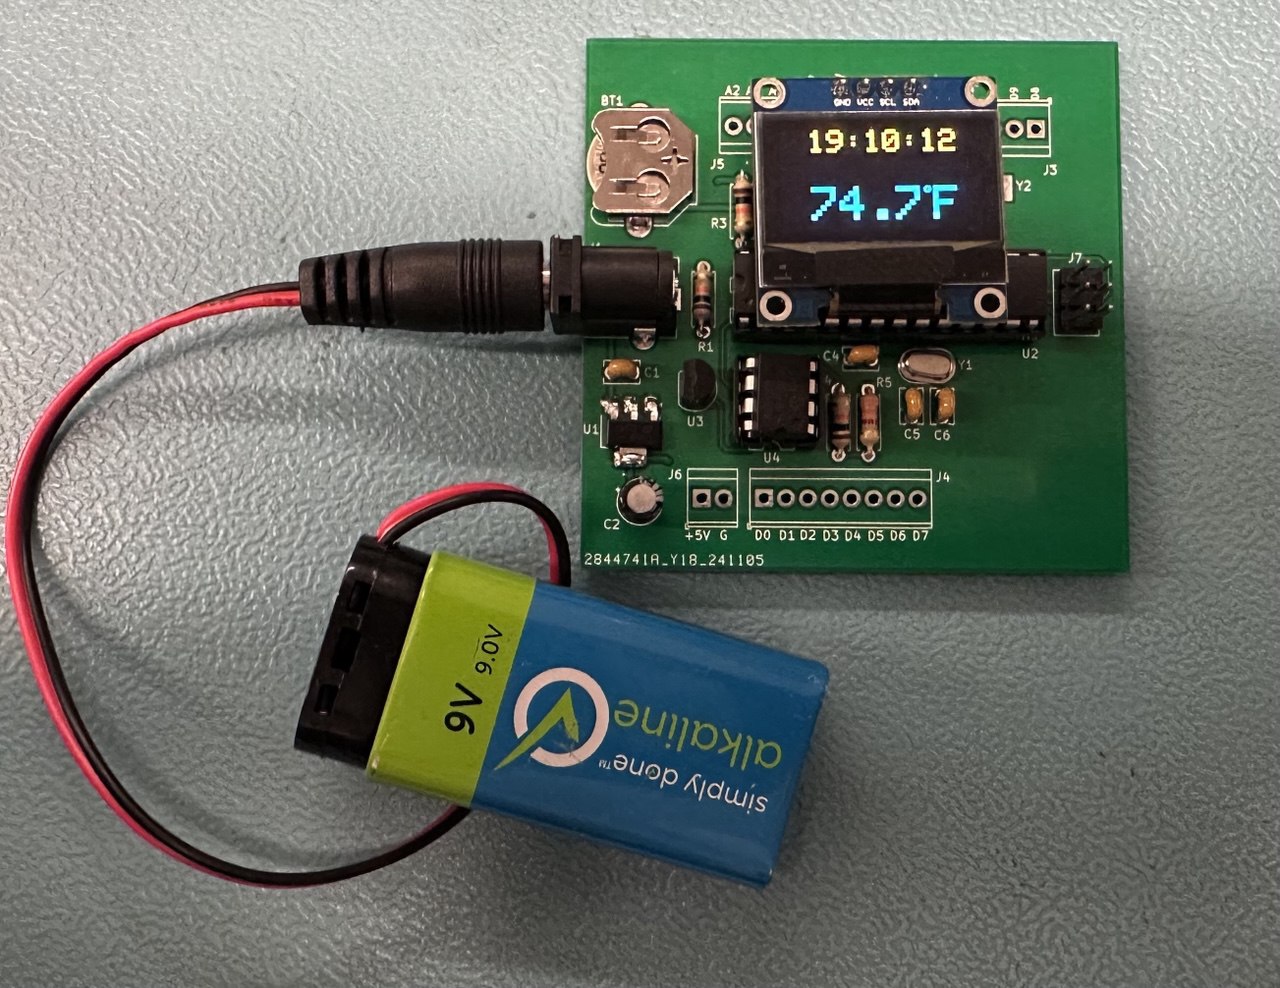 BT1
A2
GND VCC SCL SDA
D9 D8
19:10:12
74.7°F
J5
J3
Y2
R3
J7
R1
U2
C4
Y1
C1
R5
U3
C5 C6
U1
U4
J6
J4
C2
+5V G
D0 D1 D2 D3 D4 D5 D6 D7
2844741A_Y18_241105
9V 9.0V
simply done™
alkaline